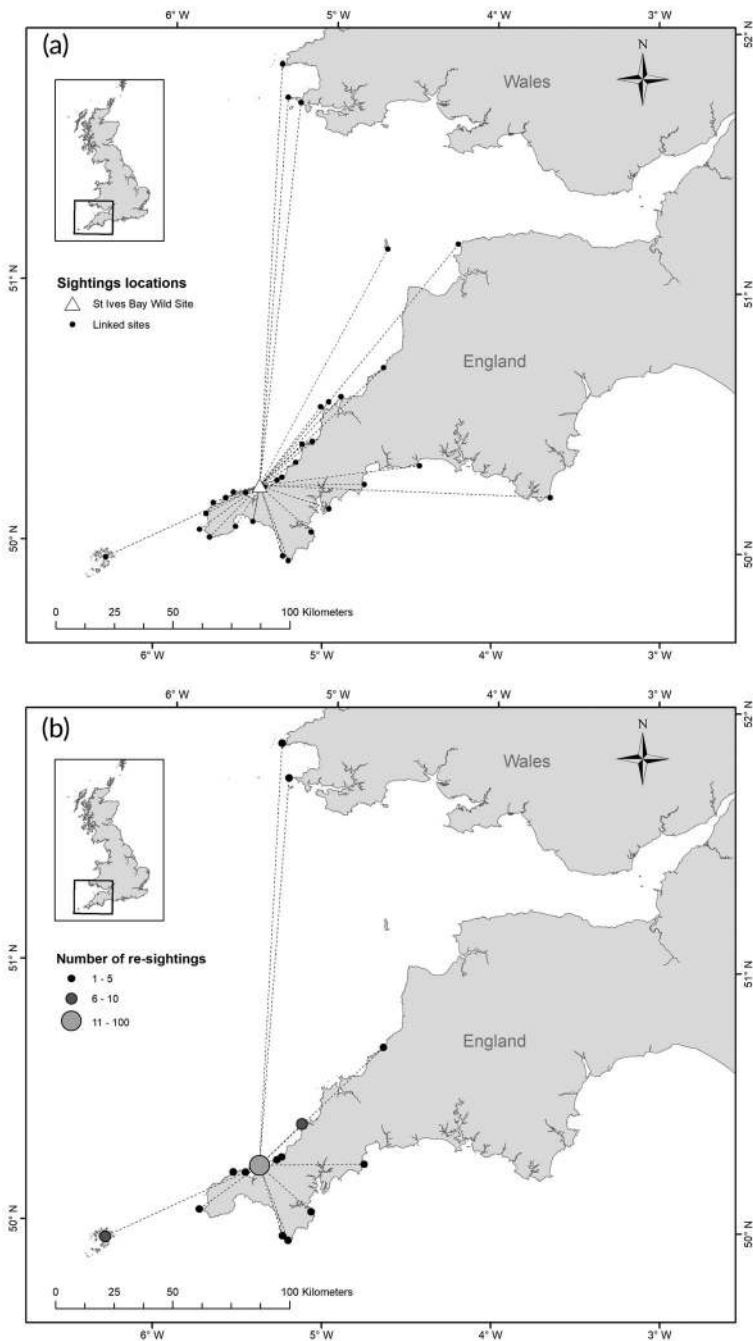 6° W 5° W 4° W 3° W
(a)
52° N
N
Wales
51° N
Sightings locations
St Ives Bay Wild Site
Linked sites
51° N
England
50° N
50° N
0 25 50 100 Kilometers
6° W 5° W 4° W 3° W
6° W 5° W 4° W 3° W
(b)
52° N
N
Wales
51° N
Number of re-sightings
1 - 5
6 - 10
11 - 100
51° N
England
50° N
50° N
0 25 50 100 Kilometers
6° W 5° W 4° W 3° W